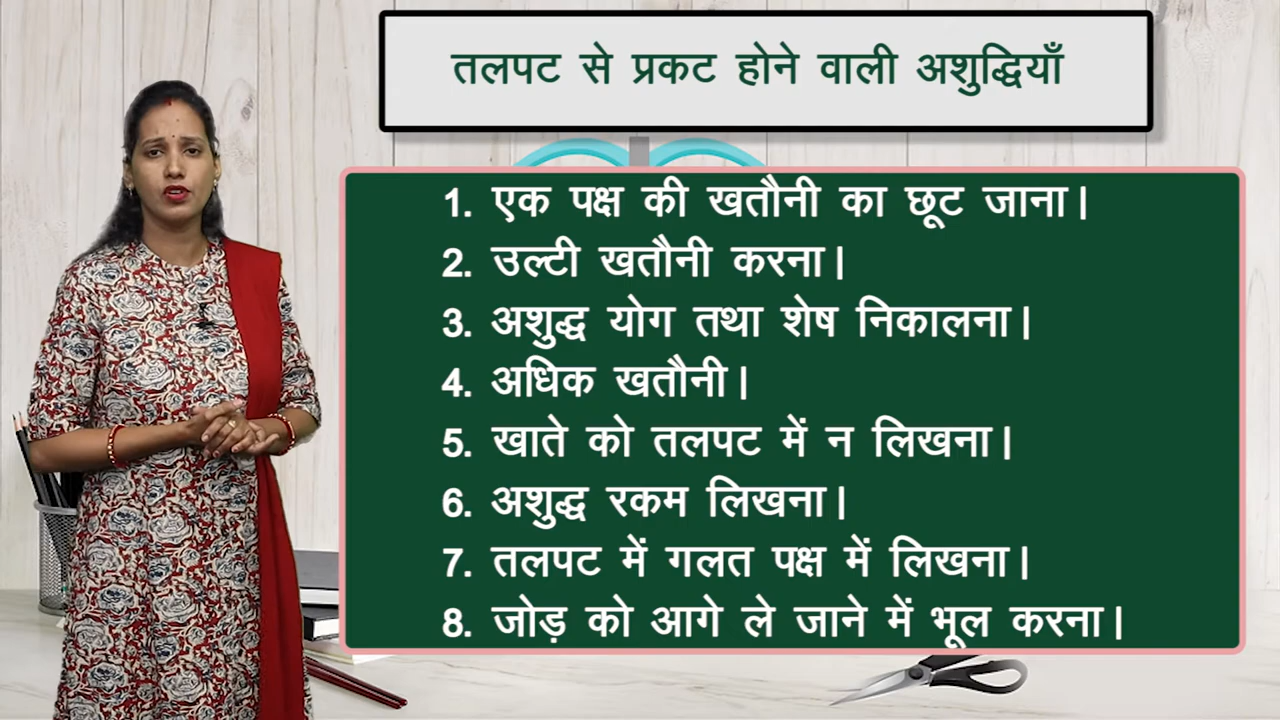 तलपट से प्रकट होने वाली अशुद्धियाँ
1. एक पक्ष की खतौनी का छूट जाना।
2. उल्टी खतौनी करना।
3. अशुद्ध योग तथा शेष निकालना।
4. अधिक खतौनी।
5. खाते को तलपट में न लिखना।
6. अशुद्ध रकम लिखना।
7. तलपट में गलत पक्ष में लिखना।
8. जोड़ को आगे ले जाने में भूल करना।